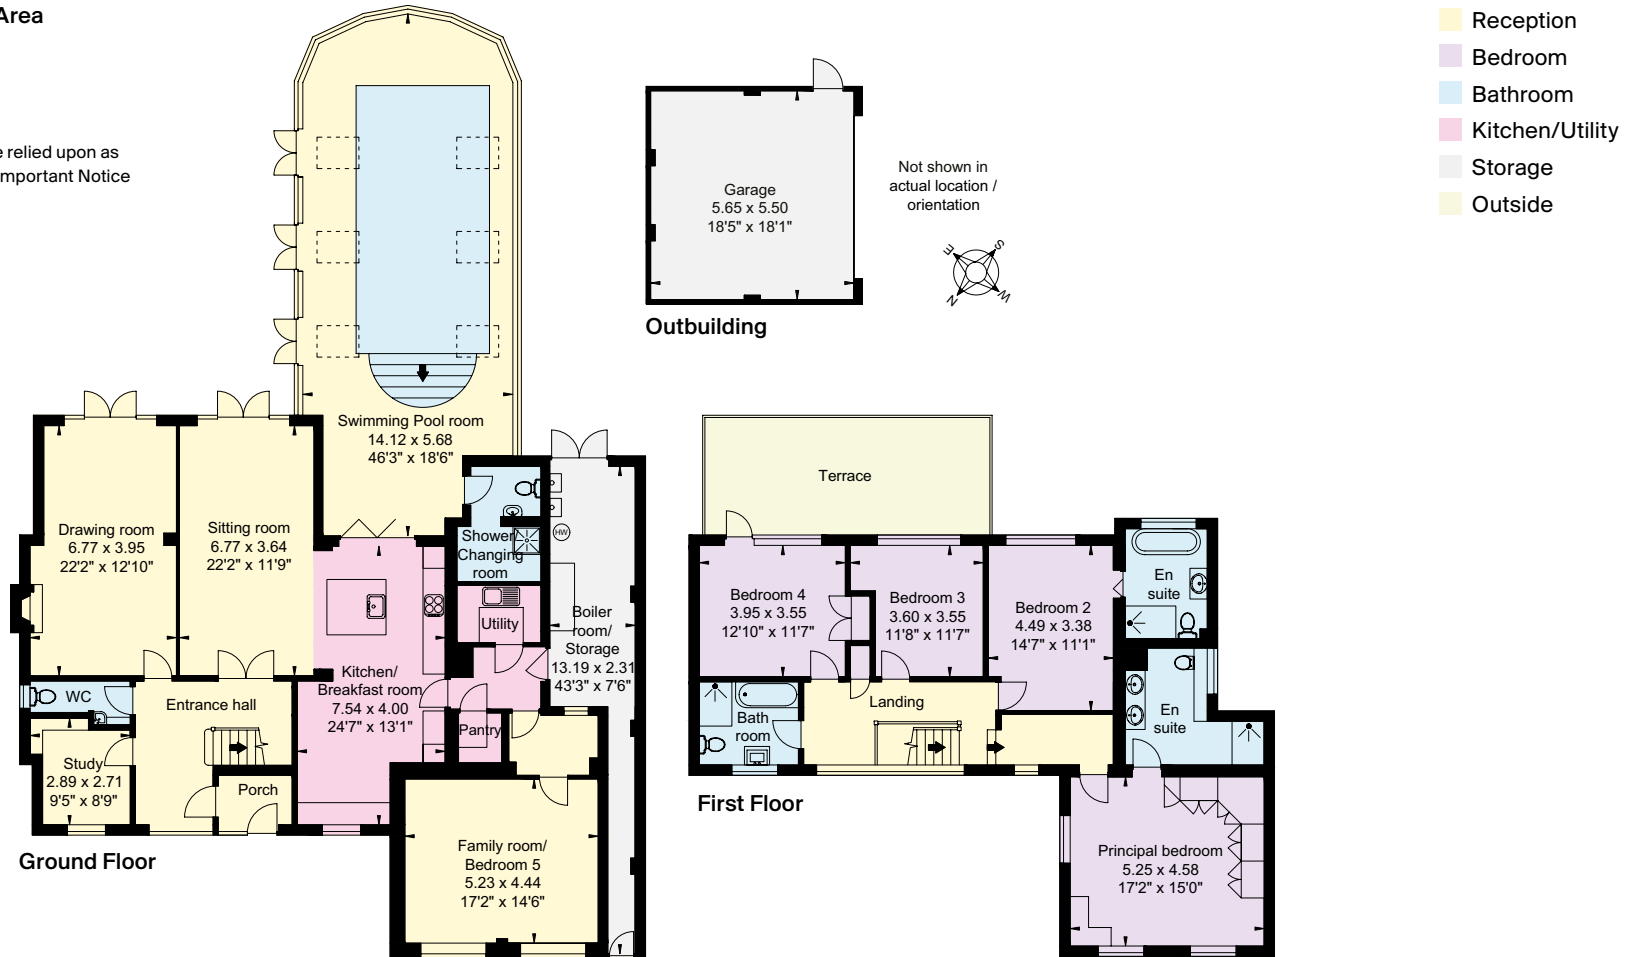 Area
e relied upon as
mportant Notice
Reception
Bedroom
Bathroom
Kitchen/Utility
Storage
Outside
Garage
5.65 x 5.50
18'5" x 18'1"
Not shown in
actual location /
orientation
E
S
N
W
Outbuilding
Swimming Pool room
14.12 x 5.68
46'3" x 18'6"
Drawing room
6.77 x 3.95
22'2" x 12'10"
Sitting room
6.77 x 3.64
22'2" x 11'9"
HW
Shower/
Changing
room
Utility
Boiler
room/
Storage
13.19 x 2.31
43'3" x 7'6"
Kitchen/
Breakfast room
7.54 x 4.00
24'7" x 13'1"
WC
Entrance hall
Pantry
Study
2.89 x 2.71
9'5" x 8'9"
Porch
Family room/
Bedroom 5
5.23 x 4.44
17'2" x 14'6"
Ground Floor
Terrace
Bedroom 4
3.95 x 3.55
12'10" x 11'7"
Bedroom 3
3.60 x 3.55
11'8" x 11'7"
Bedroom 2
4.49 x 3.38
14'7" x 11'1"
En
suite
Landing
Bath
room
En
suite
First Floor
Principal bedroom
5.25 x 4.58
17'2" x 15'0"